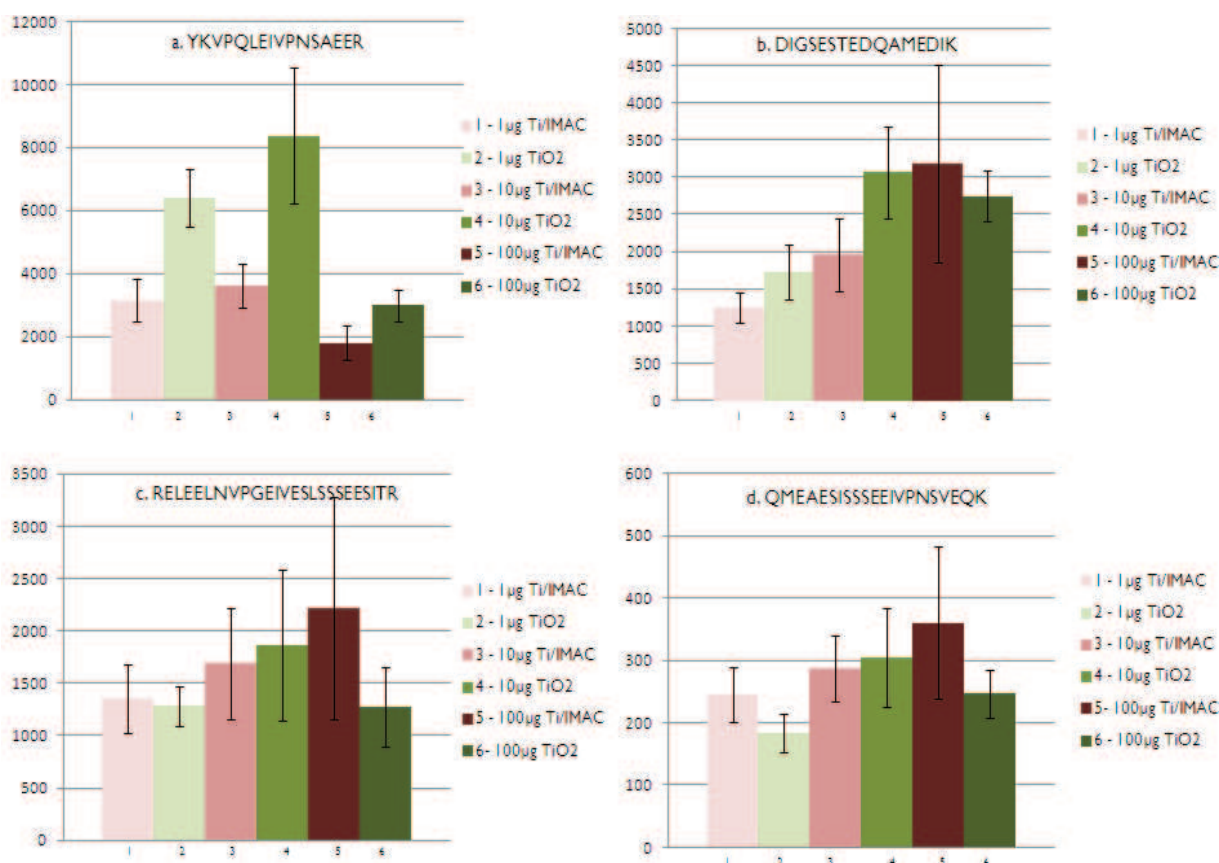 a. YKVPQLEIVPNSAEER
12000
10000
8000
6000
4000
2000
0
1 2 3 4 5 6
1 - 1µg Ti/IMAC
2 - 1µg TiO2
3 - 10µg Ti/IMAC
4 - 10µg TiO2
5 - 100µg Ti/IMAC
6 - 100µg TiO2
b. DIGSESTEDQAMEDIK
5000
4500
4000
3500
3000
2500
2000
1500
1000
500
0
1 2 3 4 5 6
1 - 1µg Ti/IMAC
2 - 1µg TiO2
3 - 10µg Ti/IMAC
4 - 10µg TiO2
5 - 100µg Ti/IMAC
6 - 100µg TiO2
c. RELEELNVPGEIVESLSSSEESITR
3500
3000
2500
2000
1500
1000
500
0
1 2 3 4 5 6
1 - 1µg Ti/IMAC
2 - 1µg TiO2
3 - 10µg Ti/IMAC
4 - 10µg TiO2
5 - 100µg Ti/IMAC
6- 100µg TiO2
d. QMEAESISSSEEIVPNSVEQK
600
500
400
300
200
100
0
1 2 3 4 5 6
1 - 1µg Ti/IMAC
2 - 1µg TiO2
3 - 10µg Ti/IMAC
4 - 10µg TiO2
5- 100µg Ti/IMAC
6 - 100µg TiO2